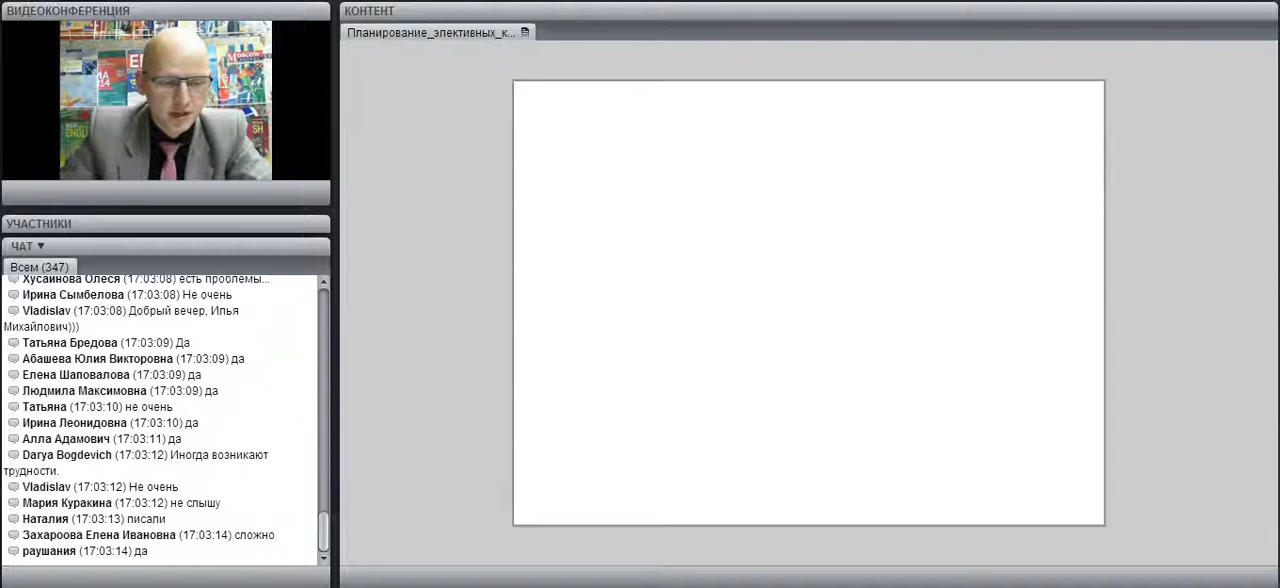 ВИДЕОКОНФЕРЕНЦИЯ
MOSCOW
КОНТЕНТ
Планирование_элективных_к...
УЧАСТНИКИ
ЧАТ ▼
Всем (347)
Хусаинова Олеся (17:03:08) есть проблемы...
Ирина Сымбелова (17:03:08) Не очень
Vladislav (17:03:08) Добрый вечер, Илья
Михайлович)))
Татьяна Бредова (17:03:09) Да
Абашева Юлия Викторовна (17:03:09) да
Елена Шаповалова (17:03:09) да
Людмила Максимовна (17:03:09) да
Татьяна (17:03:10) не очень
Ирина Леонидовна (17:03:10) да
Алла Адамович (17:03:11) да
Darya Bogdevich (17:03:12) Иногда возникают
трудности.
Vladislav (17:03:12) Не очень
Мария Куракина (17:03:12) не слышу
Наталия (17:03:13) писали
Захароова Елена Ивановна (17:03:14) сложно
раушания (17:03:14) да